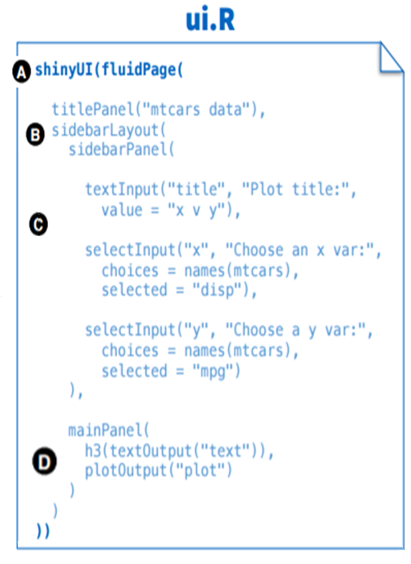 ui.R
A shinyUI(fluidPage(
titlePanel("mtcars data"),
B sidebarLayout(
sidebarPanel(
textInput("title", "Plot title:",
value = "x v y"),
C
selectInput("x", "Choose an x var:",
choices = names(mtcars),
selected = "disp"),
selectInput("y", "Choose a y var:",
choices = names(mtcars),
selected = "mpg")
),
mainPanel(
D h3(textOutput("text")),
plotOutput("plot")
)
)
))